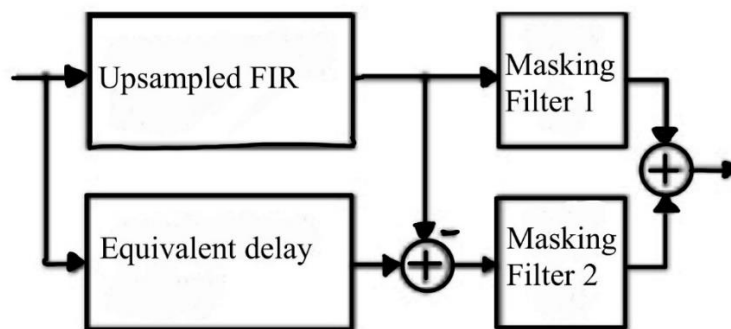 Upsampled FIR
Masking
Filter 1
+
Equivalent delay
-
+
Masking
Filter 2